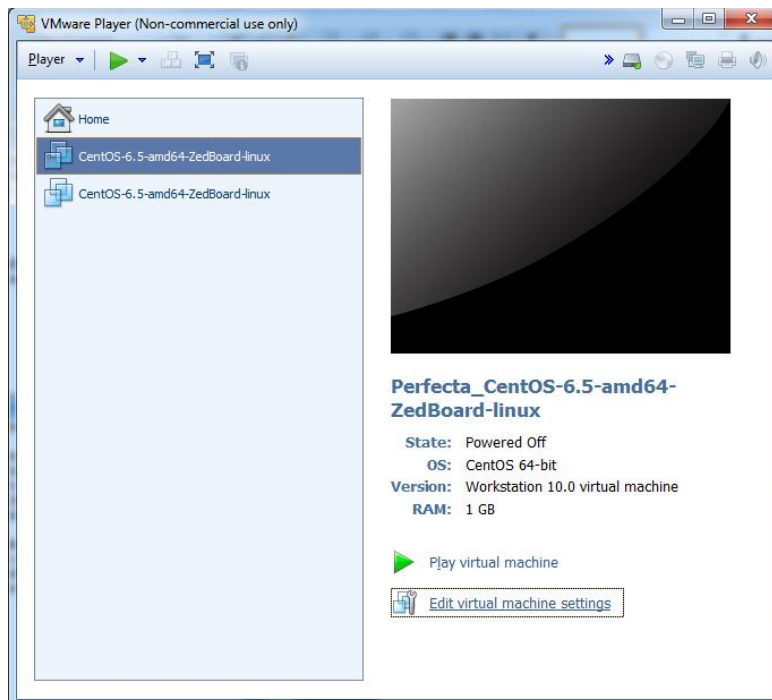 VMware Player (Non-commercial use only)
Player
Home
CentOS-6.5-amd64-ZedBoard-linux
CentOS-6.5-amd64-ZedBoard-linux
Perfecta_CentOS-6.5-amd64-
ZedBoard-linux
State: Powered Off
OS: CentOS 64-bit
Version: Workstation 10.0 virtual machine
RAM: 1 GB
Play virtual machine
Edit virtual machine settings